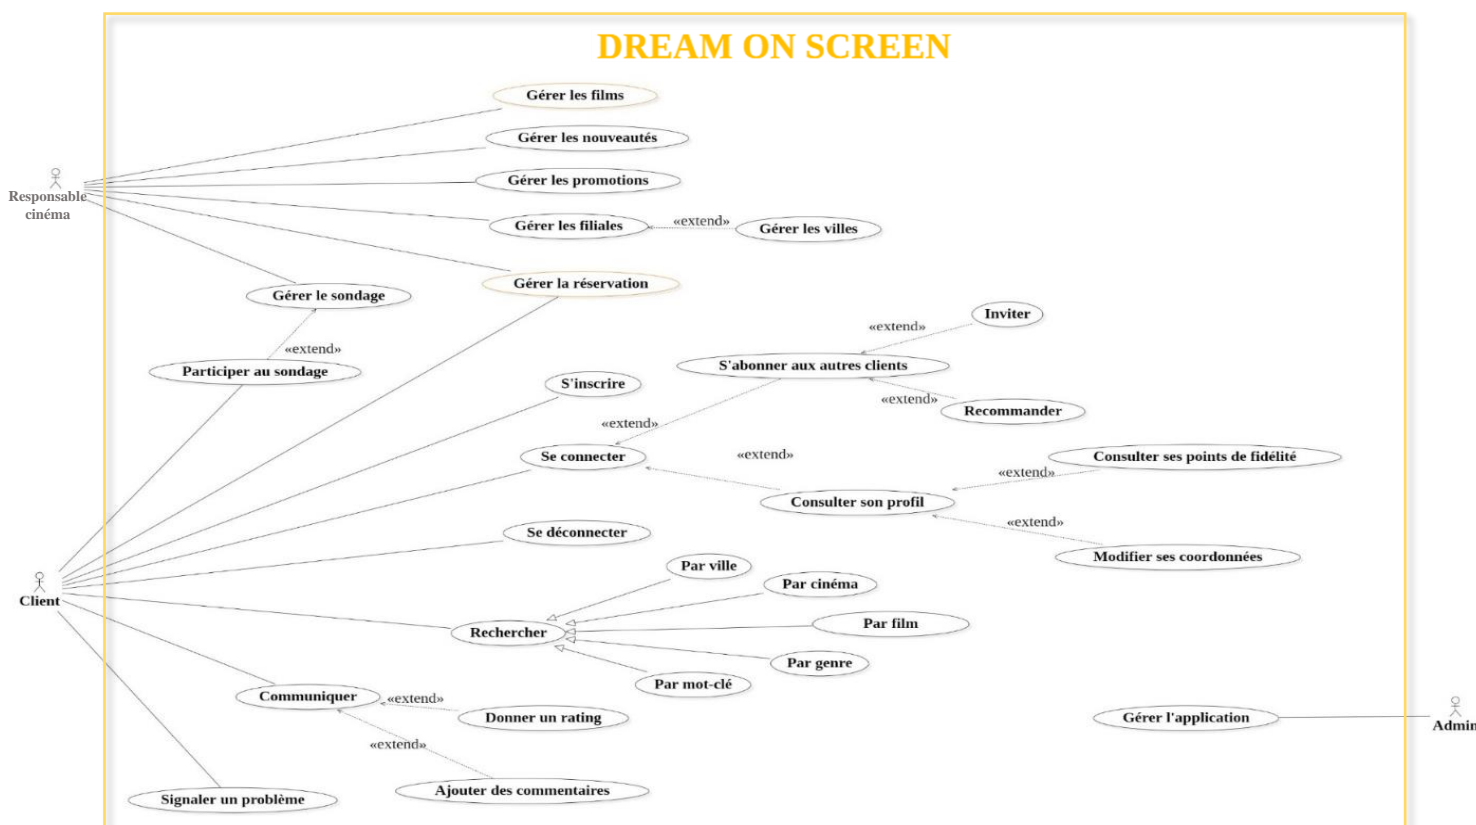 DREAM ON SCREEN
Gérer les films
Gérer les nouveautés
Responsable
cinéma
Gérer les promotions
Gérer les filiales
«extend»
Gérer les villes
Gérer le sondage
Gérer la réservation
«extend»
Participer au sondage
Inviter
«extend»
S'abonner aux autres clients
«extend»
Recommander
S'inscrire
«extend»
Se connecter
«extend»
Consulter ses points de fidélité
«extend»
Consulter son profil
«extend»
Modifier ses coordonnées
Se déconnecter
Client
Par ville
Par cinéma
Rechercher
Par film
Par genre
Par mot-clé
Communiquer
«extend»
Donner un rating
«extend»
Ajouter des commentaires
Signaler un problème
Gérer l'application
Admin